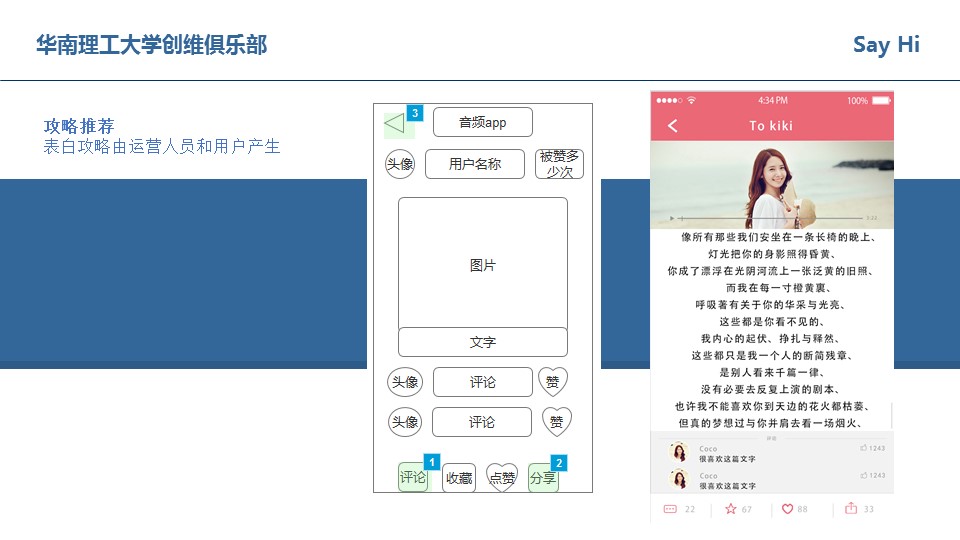 华南理工大学创维俱乐部
Say Hi
攻略推荐
表白攻略由运营人员和用户产生
3
音频app
头像
用户名称
被赞多
少次
图片
文字
头像
评论
赞
头像
评论
赞
1
2
评论
收藏
点赞
分享
4:34 PM
100%
To kiki
像所有那些我们安坐在一条长椅的晚上、
灯光把你的身影照得昏黄、
你成了漂浮在光阴河流上一张泛黄的旧照、
而我在每一寸橙黄裏、
呼吸著有关于你的华采与光亮、
这些都是你看不见的、
我内心的起伏、挣扎与释然、
这些都只是我一个人的断简残章、
是别人看来千篇一律、
没有必要去反复上演的剧本、
也许我不能喜欢你到天边的花火都枯萎、
但真的梦想过与你并肩去看一场烟火、
评论
Coco
1243
很喜欢这篇文字
Coco
1243
很喜欢这篇文字
22
67
88
33